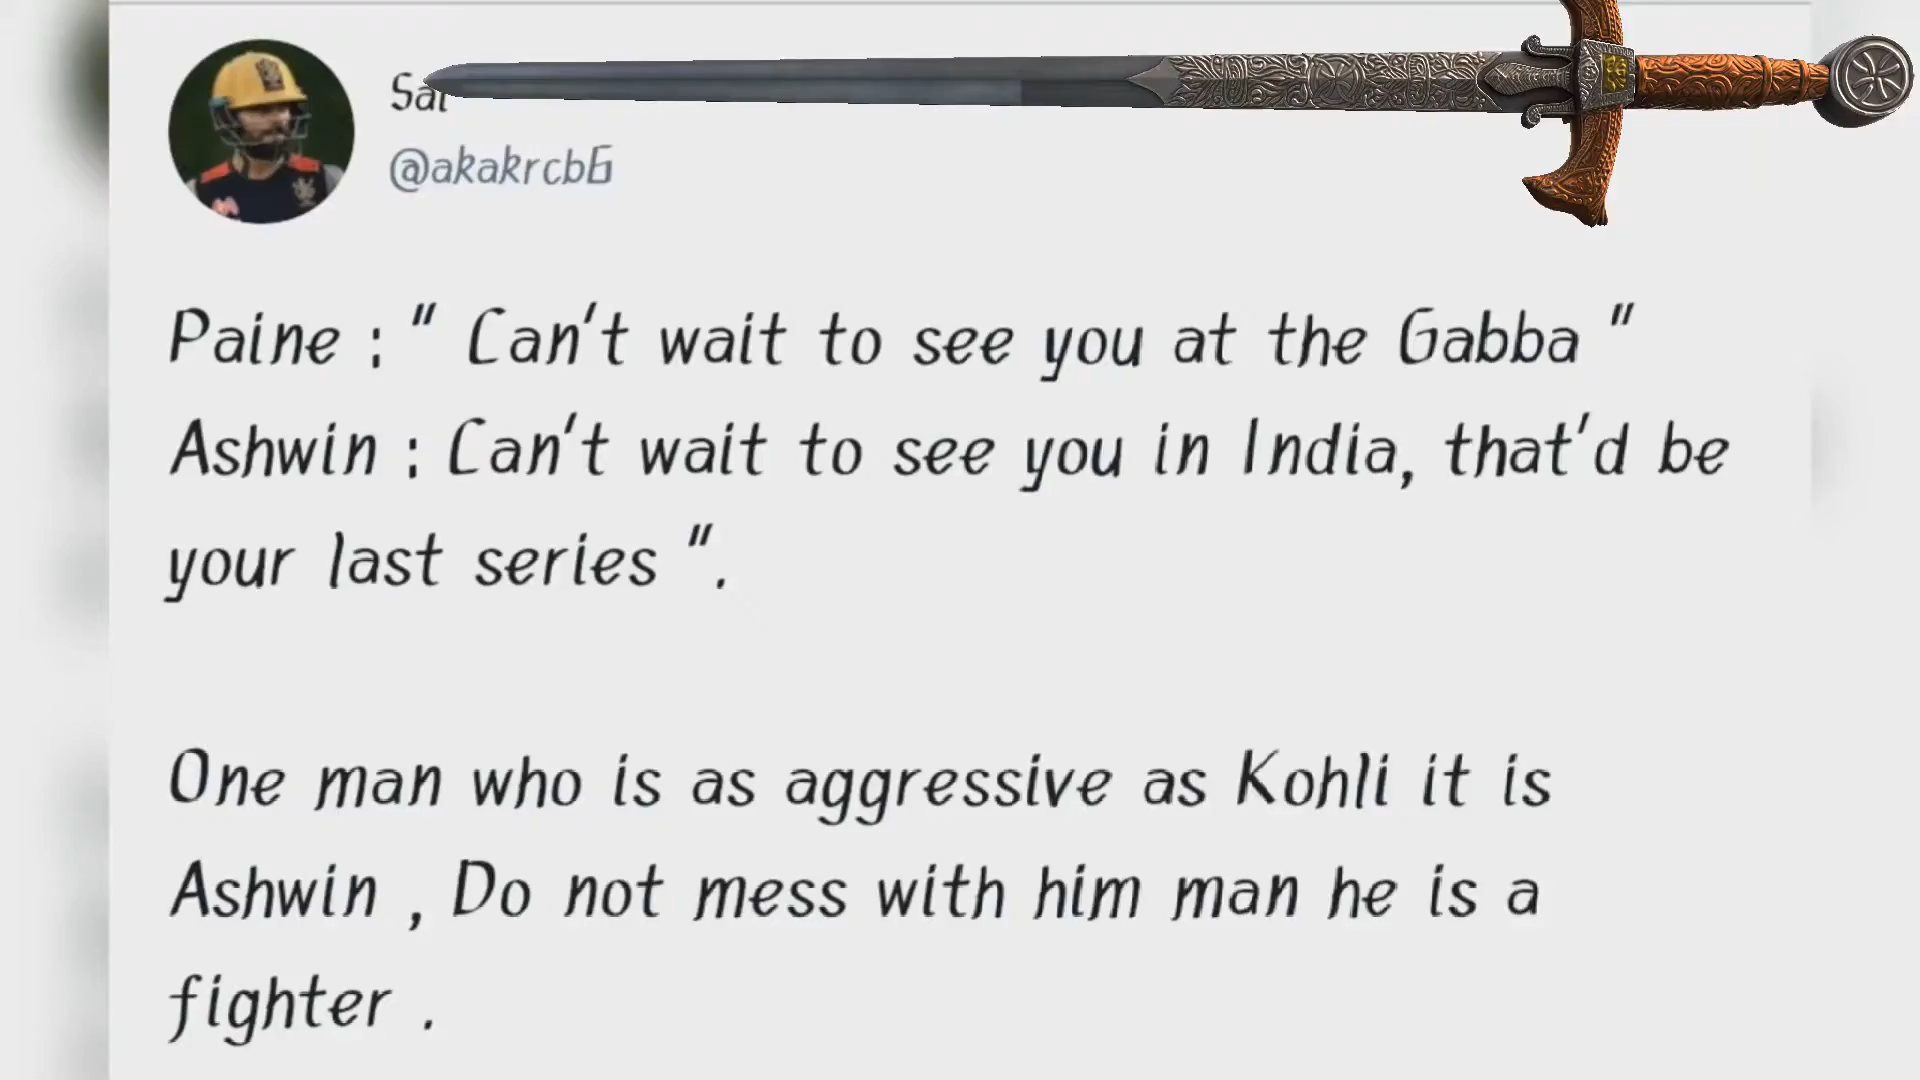 @akakrcb6
Paine : " Can't wait to see you at the Gabba "
Ashwin : Can't wait to see you in India, that'd be
your last series ".
One man who is as aggressive as Kohli it is
Ashwin , Do not mess with him man he is a
fighter .